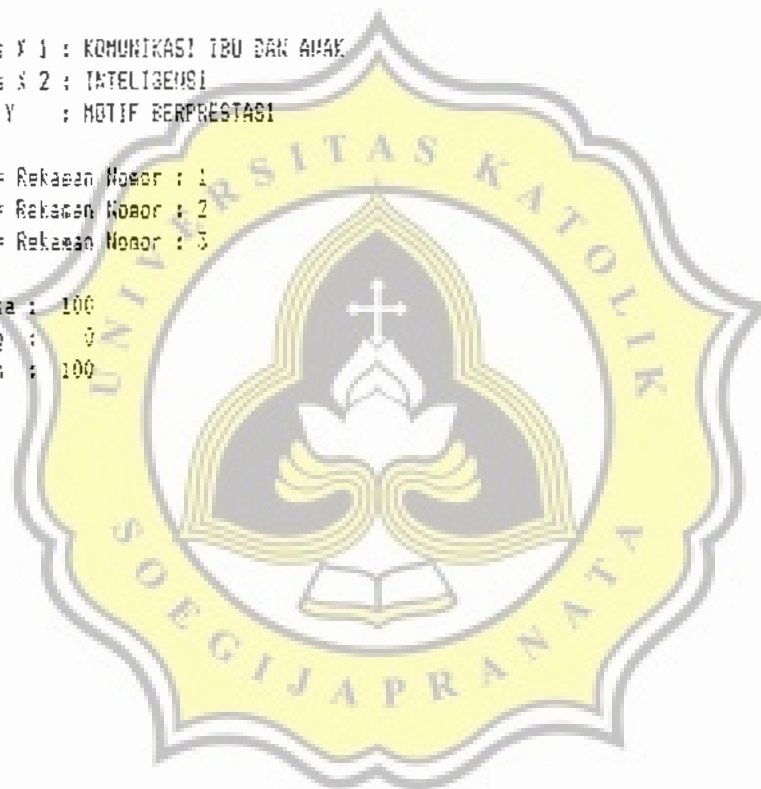 s X 1 : KOMUNIKASI IBU DAN ANAK
s X 2 : INTELIGENSI
Y : MOTIF BERPRESTASI
= Rekaman Nomor : 1
= Rekaman Nomor : 2
= Rekaman Nomor : 3
: 100
: 0
: 100
UNIVERSITAS KATOLIK
SOEGIJAPRANATA